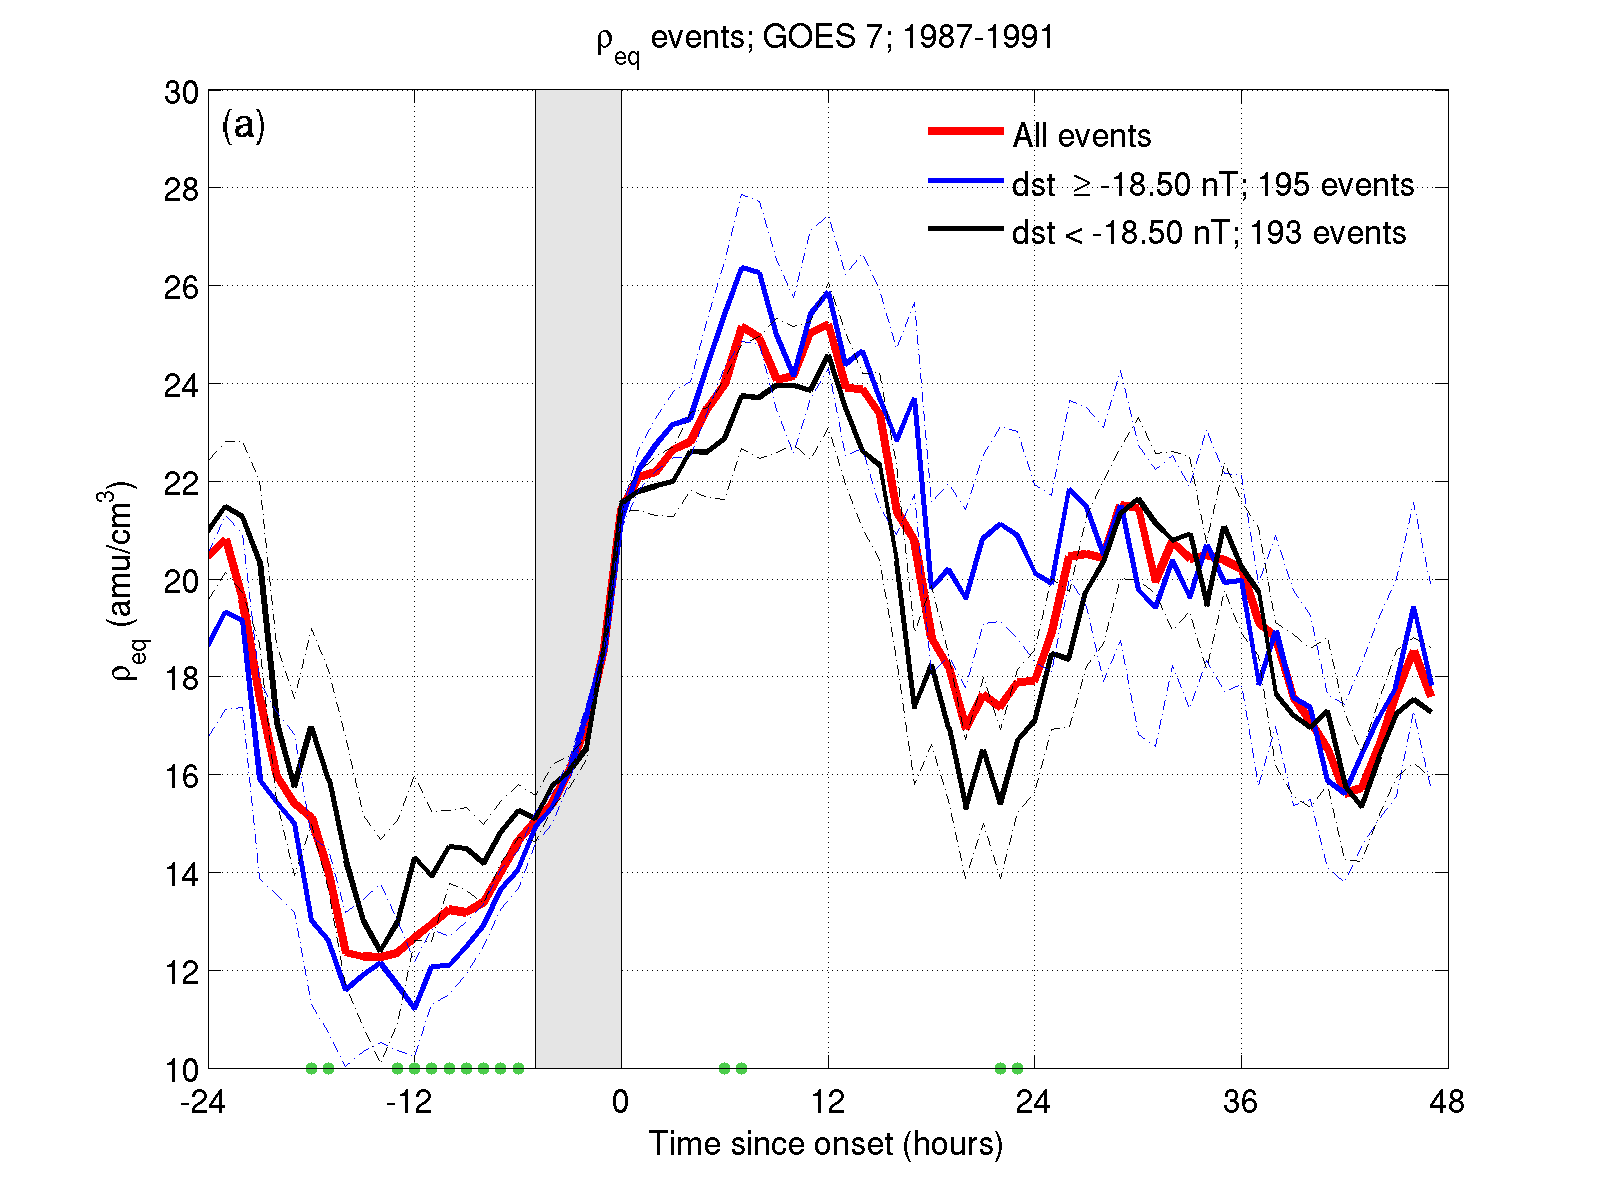 ρeq events; GOES 7; 1987-1991
(a)
All events
dst ≥ -18.50 nT; 195 events
dst < -18.50 nT; 193 events
30
28
26
24
22
20
18
16
14
12
10
ρeq (amu/cm³)
-24 -12 0 12 24 36 48
Time since onset (hours)